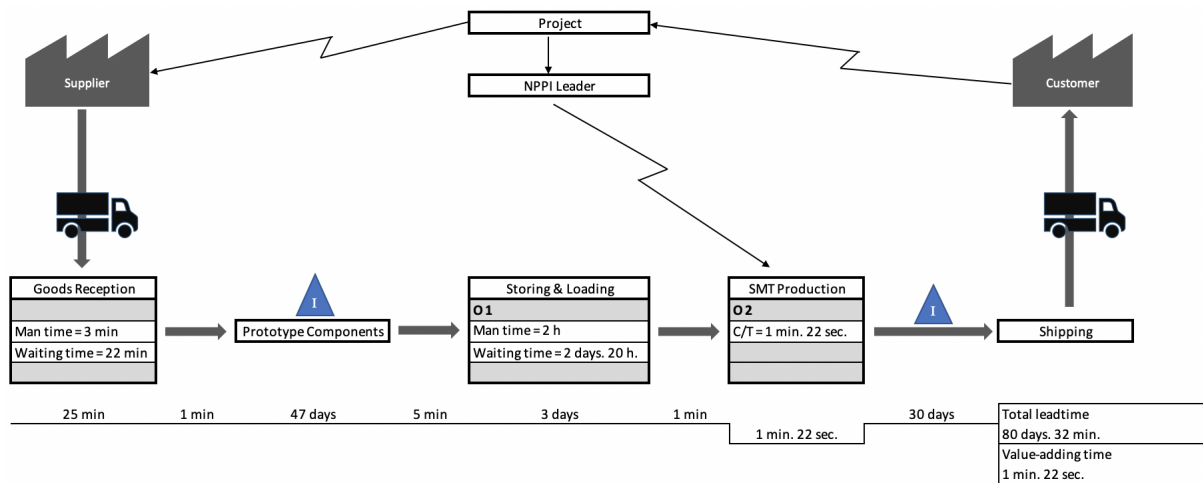 Project
Supplier
NPPI Leader
Customer
Goods Reception
Man time = 3 min
Waiting time = 22 min
I
Prototype Components
Storing & Loading
O 1
Man time = 2 h
Waiting time = 2 days. 20 h.
SMT Production
O 2
C/T = 1 min. 22 sec.
I
Shipping
25 min
1 min
47 days
5 min
3 days
1 min
1 min. 22 sec.
30 days
Total leadtime
80 days. 32 min.
Value-adding time
1 min. 22 sec.